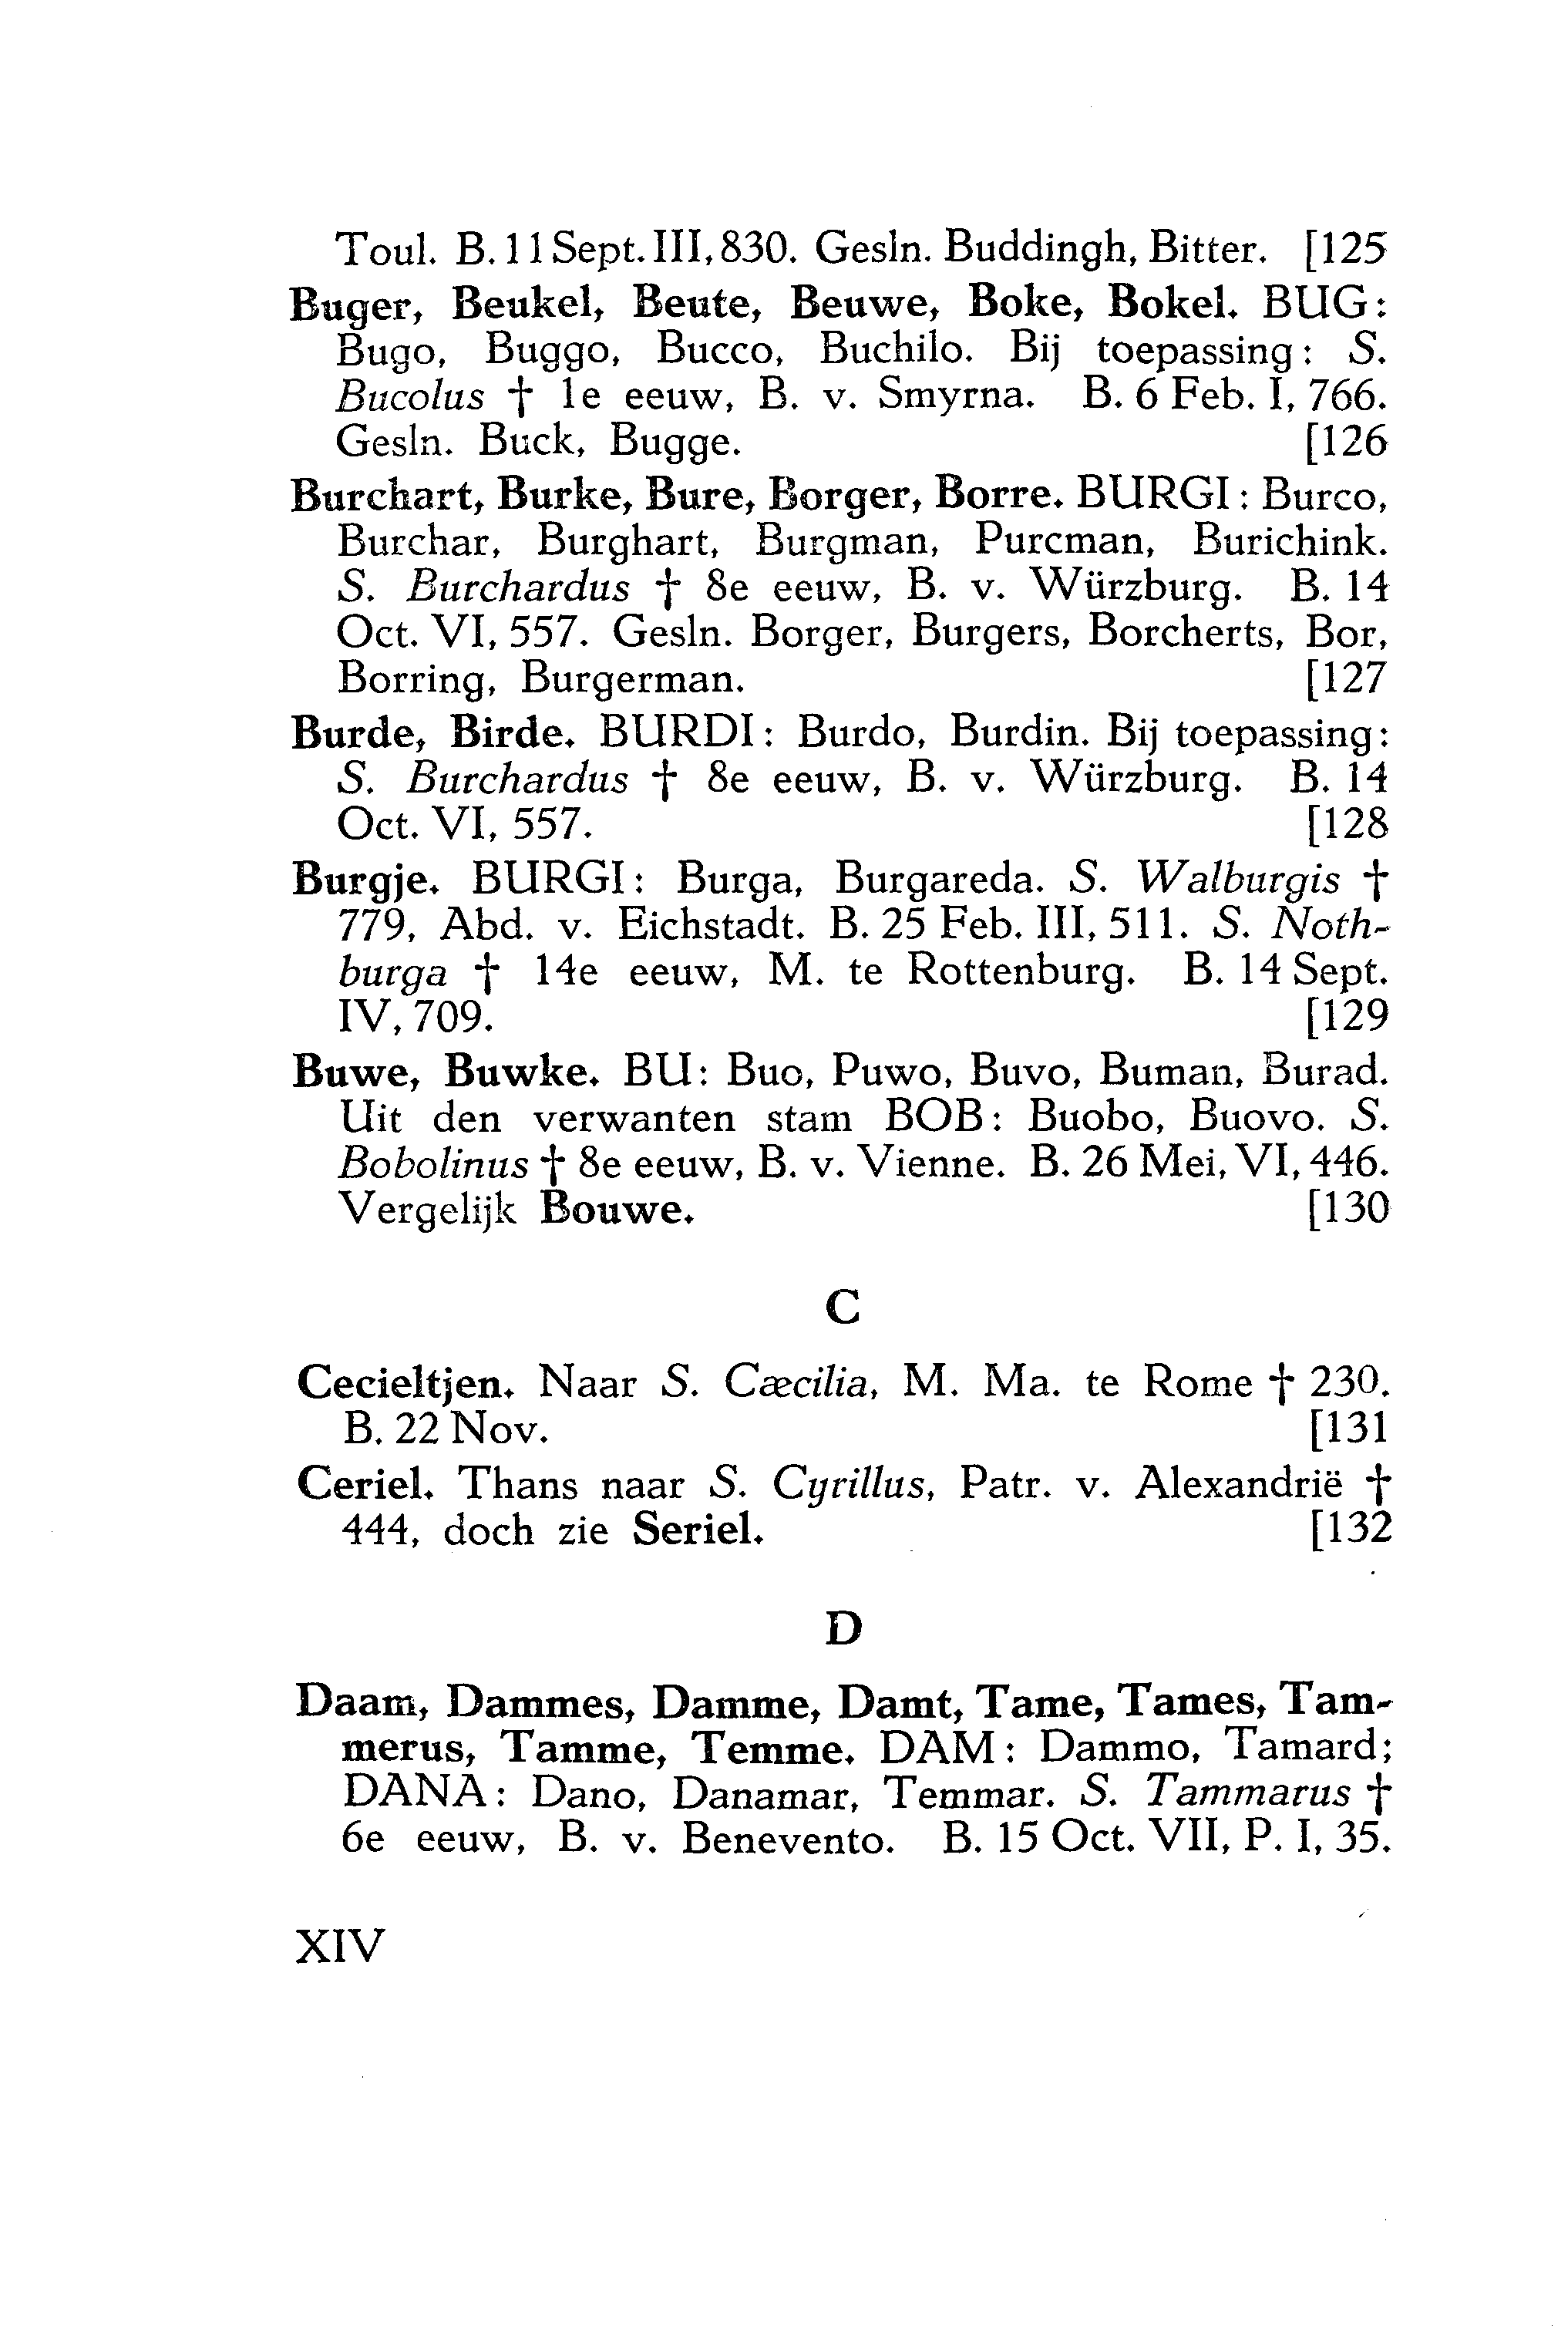 Toul. B. 11 Sept. III, 830. Gesln. Buddingh, Bitter. [125
Buger, Beukel, Beute, Beuwe, Boke, Bokel. BUG:
Bugo, Buggo, Bucco, Buchilo. Bij toepassing: S.
Bucolus † 1e eeuw, B. v. Smyrna. B. 6 Feb. I, 766.
Gesln. Buck, Bugge. [126
Burchart, Burke, Bure, Borger, Borre. BURGI: Burco,
Burchar, Burghart, Burgman, Purcman, Burichink.
S. Burchardus † 8e eeuw, B. v. Würzburg. B. 14
Oct. VI, 557. Gesln. Borger, Burgers, Borcherts, Bor,
Borring, Burgerman. [127
Burde, Birde. BURDI: Burdo, Burdin. Bij toepassing:
S. Burchardus † 8e eeuw, B. v. Würzburg. B. 14
Oct. VI, 557. [128
Burgje. BURGI: Burga, Burgareda. S. Walburgis †
779, Abd. v. Eichstadt. B. 25 Feb. III, 511. S. Noth-
burga † 14e eeuw, M. te Rottenburg. B. 14 Sept.
IV, 709. [129
Buwe, Buwke. BU: Buo, Puwo, Buvo, Buman, Burad.
Uit den verwanten stam BOB: Buobo, Buovo. S.
Bobolinus † 8e eeuw, B. v. Vienne. B. 26 Mei, VI, 446.
Vergelijk Bouwe. [130
C
Cecieltjen. Naar S. Cæcilia, M. Ma. te Rome † 230.
B. 22 Nov. [131
Ceriel. Thans naar S. Cyrillus, Patr. v. Alexandrië †
444, doch zie Seriel. [132
D
Daam, Dammes, Damme, Damt, Tame, Tames, Tam-
merus, Tamme, Temme. DAM: Dammo, Tamard;
DANA: Dano, Danamar, Temmar. S. Tammarus †
6e eeuw, B. v. Benevento. B. 15 Oct. VII, P. I, 35.
XIV